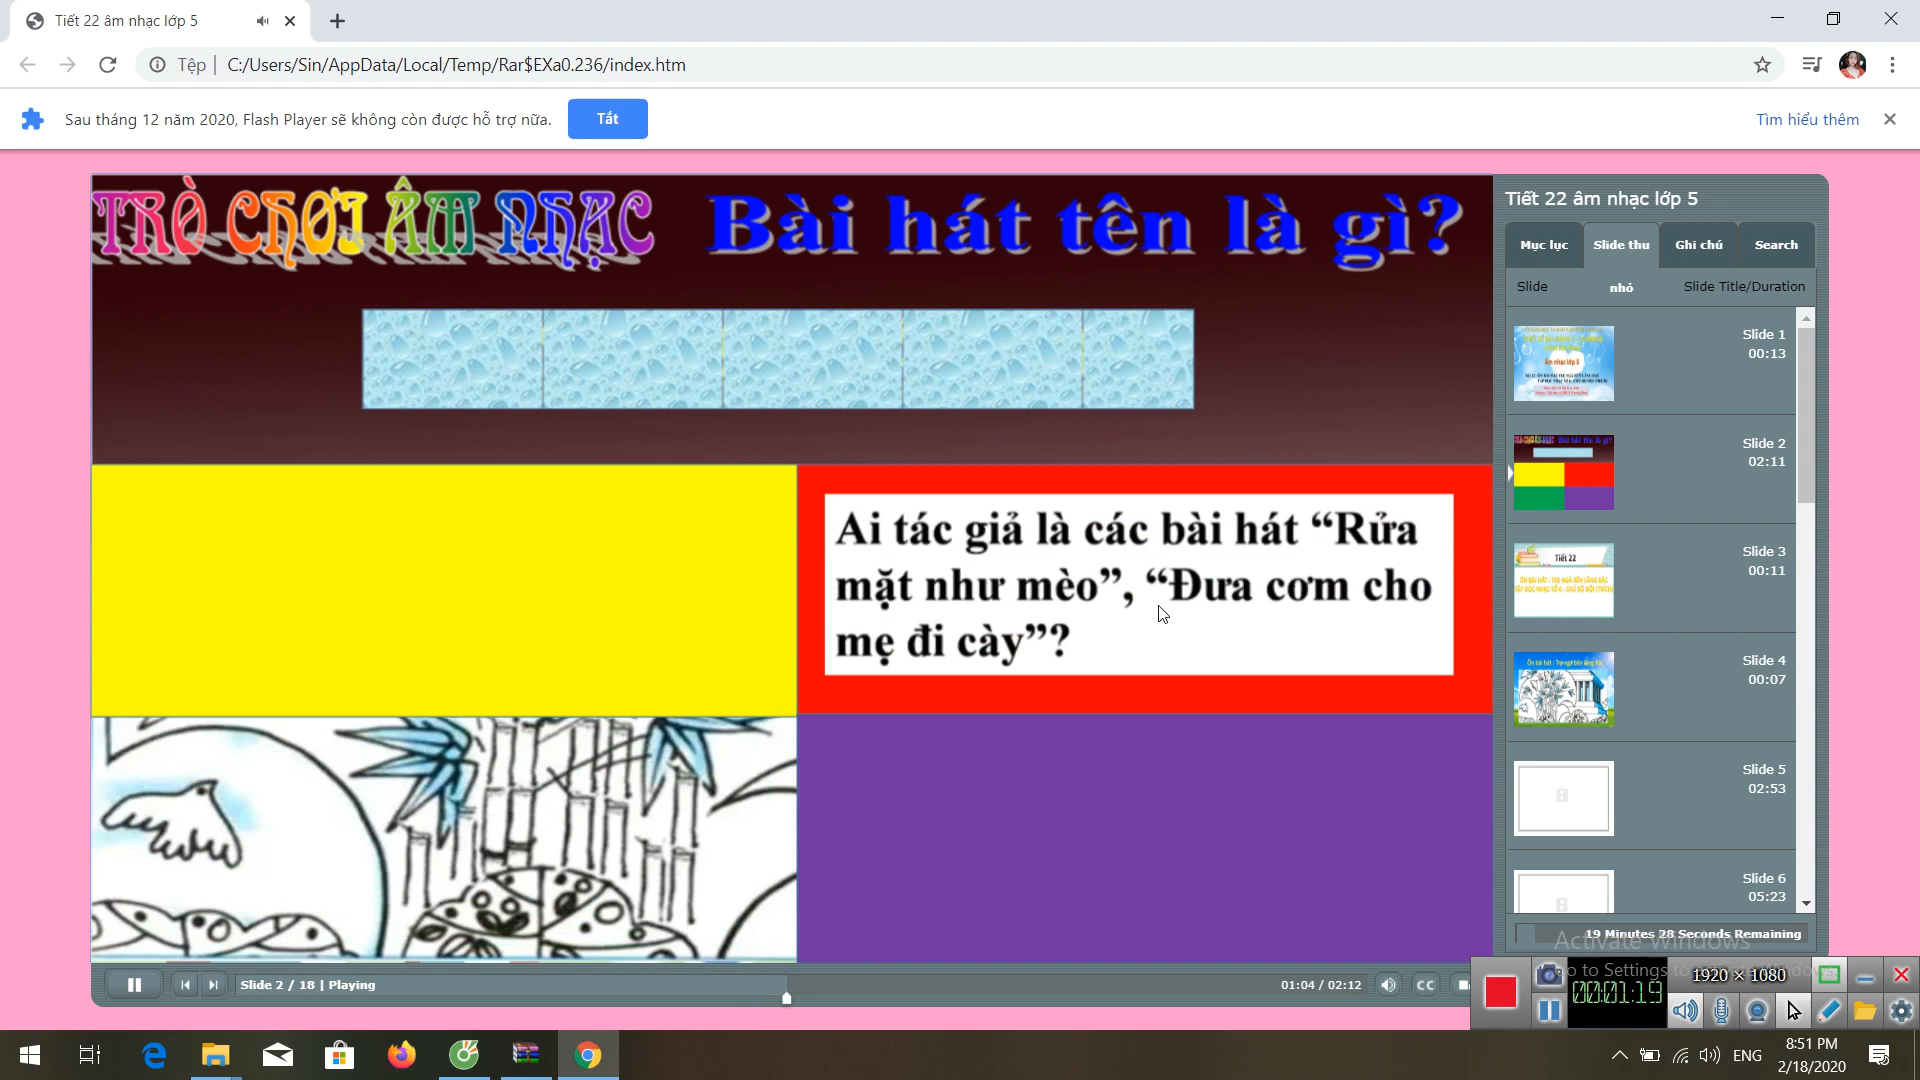 Tiết 22 âm nhạc lớp 5
Tệp
C:/Users/Sin/AppData/Local/Temp/Rar$EXa0.236/index.htm
Sau tháng 12 năm 2020, Flash Player sẽ không còn được hỗ trợ nữa.
Tắt
Tìm hiểu thêm
TRÒ CHƠI ÂM NHẠC
Bài hát tên là gì?
Ai tác giả là các bài hát “Rửa
mặt như mèo”, “Đưa cơm cho
mẹ đi cày”?
Tiết 22 âm nhạc lớp 5
Mục lục
Slide thu
Ghi chú
Search
Slide
nhỏ
Slide Title/Duration
Slide 1
00:13
Slide 2
02:11
Tiết 22
Slide 3
00:11
Slide 4
00:07
Slide 5
02:53
Slide 6
05:23
19 Minutes 28 Seconds Remaining
Activate Windows
Slide 2 / 18 | Playing
01:04 / 02:12
CC
1920 × 1080
00:01:19
ENG
8:51 PM
2/18/2020